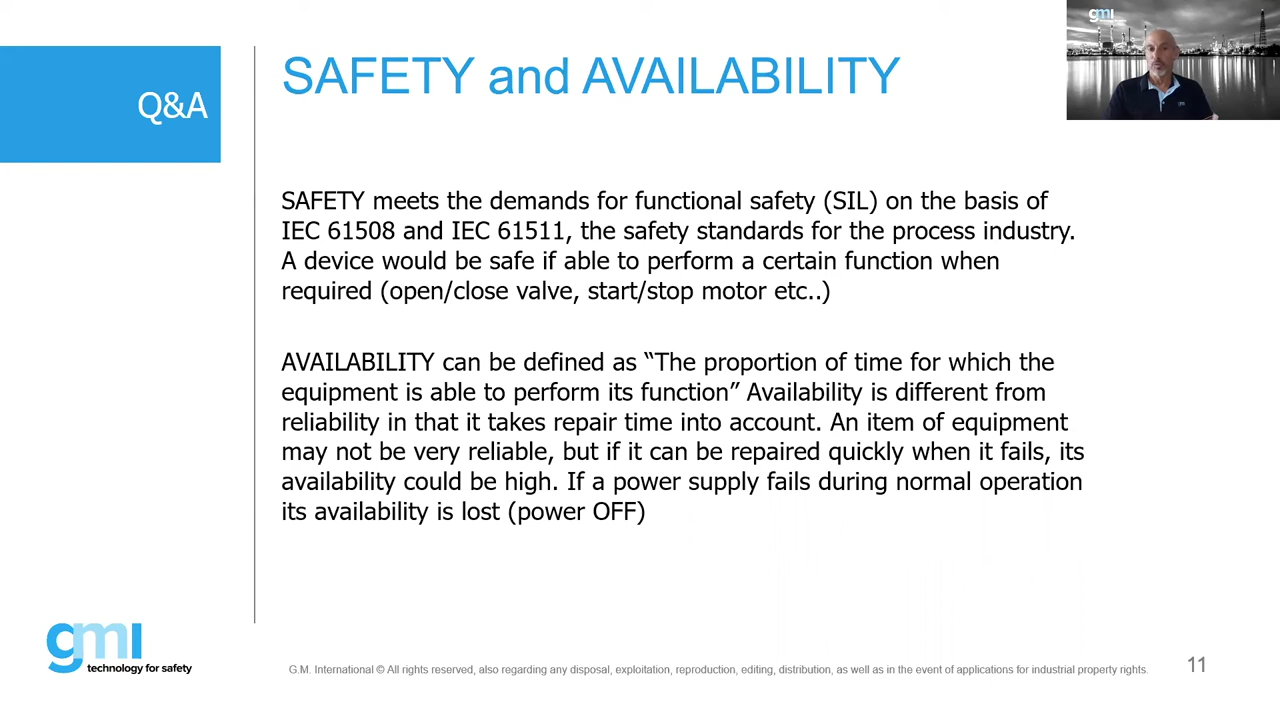 gmi
Q&A
SAFETY and AVAILABILITY
SAFETY meets the demands for functional safety (SIL) on the basis of
IEC 61508 and IEC 61511, the safety standards for the process industry.
A device would be safe if able to perform a certain function when
required (open/close valve, start/stop motor etc..)
AVAILABILITY can be defined as “The proportion of time for which the
equipment is able to perform its function” Availability is different from
reliability in that it takes repair time into account. An item of equipment
may not be very reliable, but if it can be repaired quickly when it fails, its
availability could be high. If a power supply fails during normal operation
its availability is lost (power OFF)
gmi
technology for safety
G.M. International © All rights reserved, also regarding any disposal, exploitation, reproduction, editing, distribution, as well as in the event of applications for industrial property rights.
11